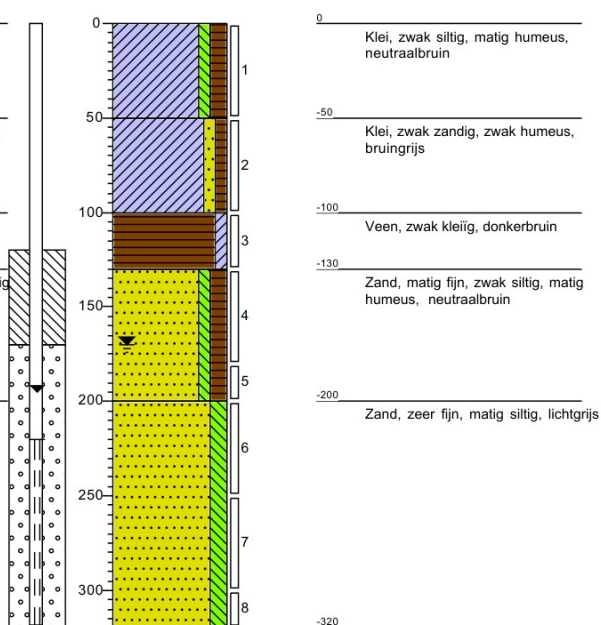 0
50
100
150
200
250
300
1
2
3
4
5
6
7
8
0
Klei, zwak siltig, matig humeus,
neutraalbruin
-50
Klei, zwak zandig, zwak humeus,
bruingrijs
-100
Veen, zwak kleiïg, donkerbruin
-130
Zand, matig fijn, zwak siltig, matig
humeus, neutraalbruin
-200
Zand, zeer fijn, matig siltig, lichtgrijs
-320
ig